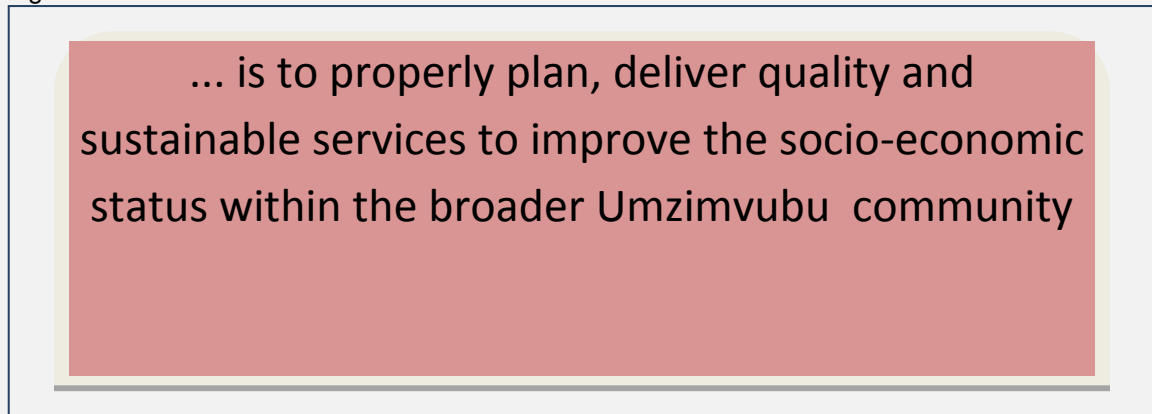 ... is to properly plan, deliver quality and
sustainable services to improve the socio-economic
status within the broader Umzimvubu  community